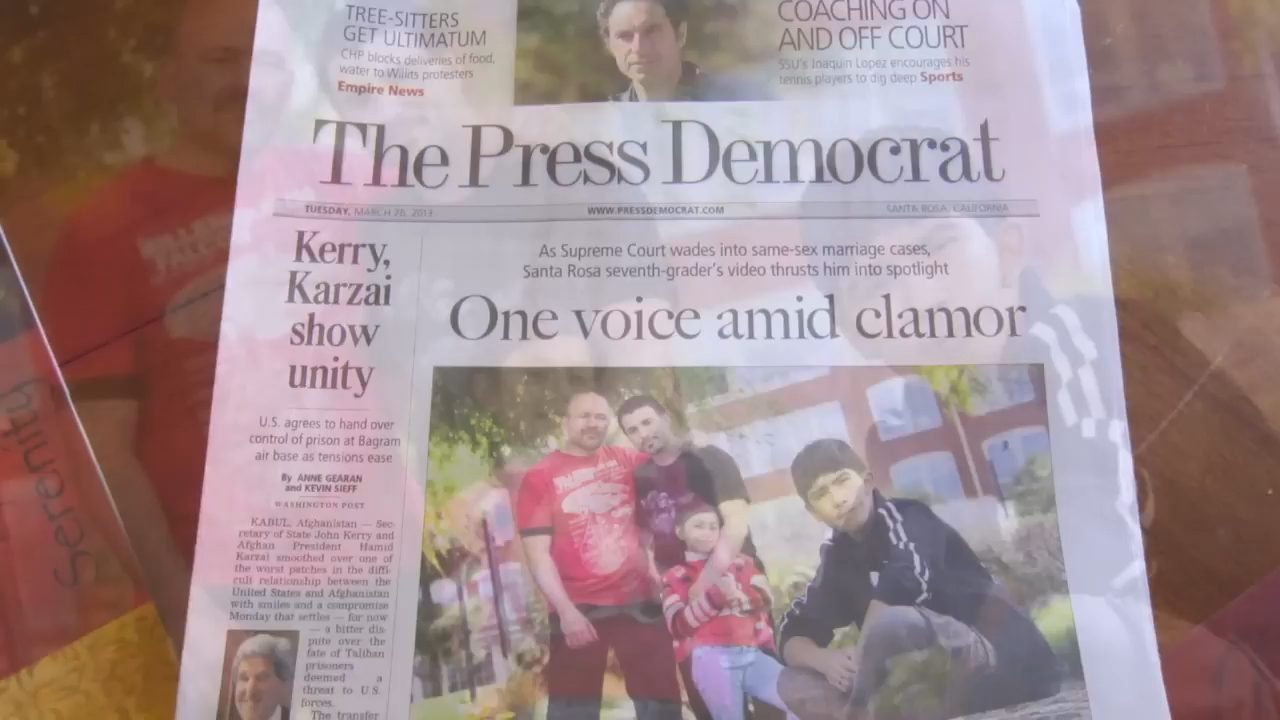 TREE-SITTERS
GET ULTIMATUM
CHP blocks deliveries of food,
water to Willits protesters
Empire News
COACHING ON
AND OFF COURT
SSU's Joaquin Lopez encourages his
tennis players to dig deep Sports
The Press Democrat
TUESDAY, MARCH 26, 2013
WWW.PRESSDEMOCRAT.COM
SANTA ROSA, CALIFORNIA
Kerry,
Karzai
show
unity
U.S. agrees to hand over
control of prison at Bagram
air base as tensions ease
By ANNE GEARAN
and KEVIN SIEFF
WASHINGTON POST
KABUL, Afghanistan — Sec-
retary of State John Kerry and
Afghan President Hamid
Karzai smoothed over one of
the worst patches in the diffi-
cult relationship between the
United States and Afghanistan
with smiles and a compromise
Monday that settles — for now
— a bitter dis-
pute over the
fate of Taliban
prisoners
deemed a
threat to U.S.
forces.
The transfer
As Supreme Court wades into same-sex marriage cases,
Santa Rosa seventh-grader's video thrusts him into spotlight
One voice amid clamor
Serenity